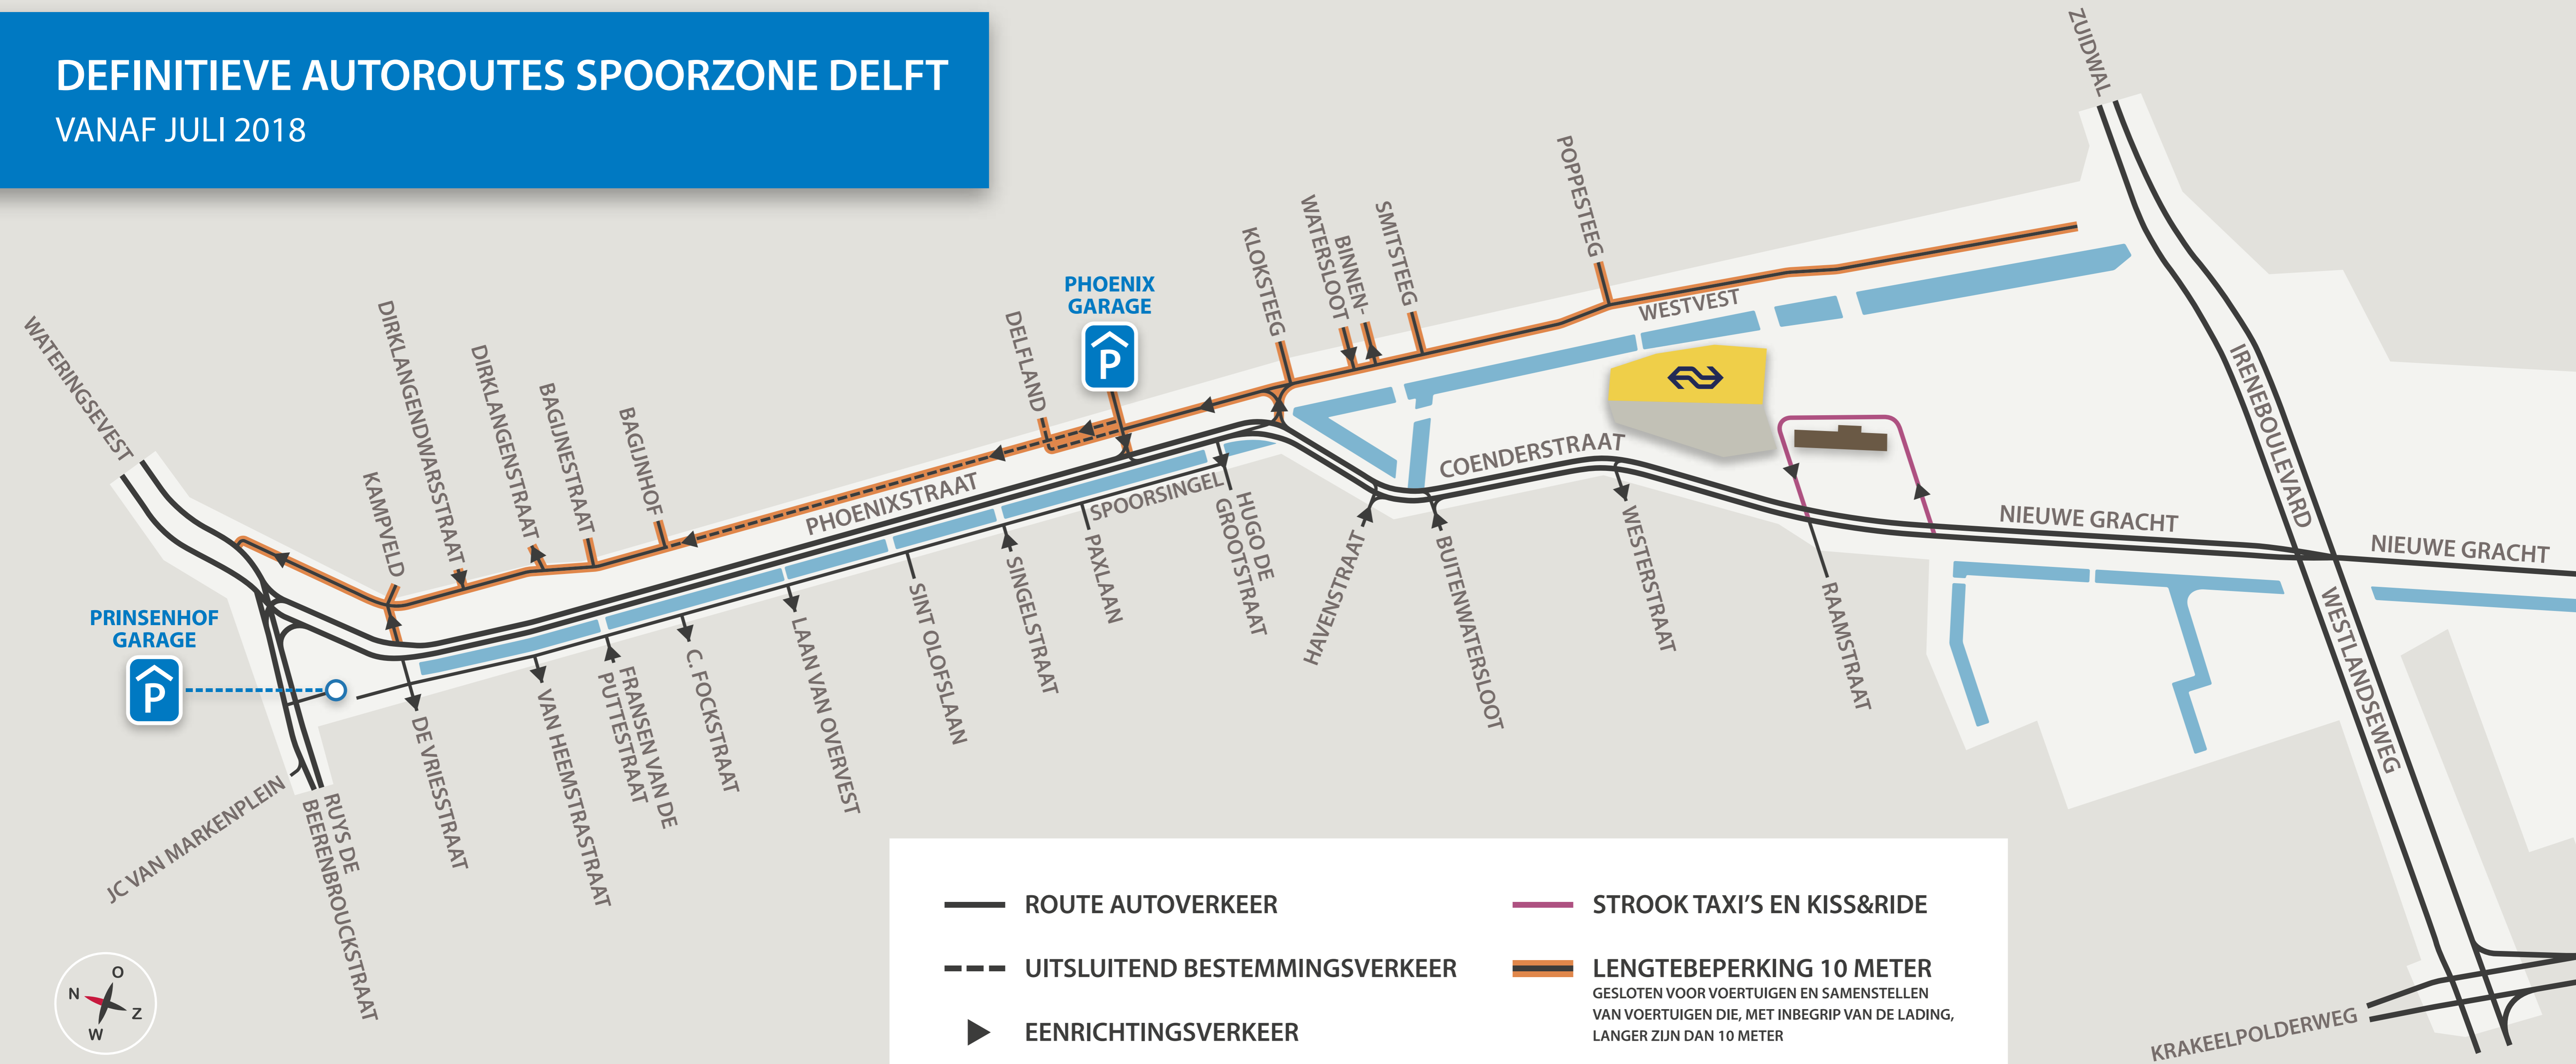 DEFINITIEVE AUTOROUTES SPOORZONE DELFT
VANAF JULI 2018
ZUIDWAL
POPPESTEEG
SMITSTEEG
BINNEN-
WATERSLOOT
KLOKSTEEG
PHOENIX
GARAGE
P
DELFLAND
WESTVEST
WATERINGSEVEST
DIRKLANGENDWARSSTRAAT
DIRKLANGENSTRAAT
BAGIJNESTRAAT
BAGIJNHOF
KAMPVELD
PHOENIXSTRAAT
SPOORSINGEL
COENDERSTRAAT
IRENEBOULEVARD
NIEUWE GRACHT
NIEUWE GRACHT
WESTLANDSEWEG
PRINSENHOF
GARAGE
P
JC VAN MARKENPLEIN
RUYS DE
BEERENBROUCKSTRAAT
DE VRIESSTRAAT
VAN HEEMSTRASTRAAT
FRANSEN VAN DE
PUTTESTRAAT
C. FOCKSTRAAT
LAAN VAN OVERVEST
SINT OLOFSLAAN
SINGELSTRAAT
PAXLAAN
HUGO DE
GROOTSTRAAT
HAVENSTRAAT
BUITENWATERSLOOT
WESTERSTRAAT
RAAMSTRAAT
KRAKEELPOLDERWEG
O
N
Z
W
ROUTE AUTOVERKEER
UITSLUITEND BESTEMMINGSVERKEER
EENRICHTINGSVERKEER
STROOK TAXI'S EN KISS&RIDE
LENGTEBEPERKING 10 METER
GESLOTEN VOOR VOERTUIGEN EN SAMENSTELLEN
VAN VOERTUIGEN DIE, MET INBEGRIP VAN DE LADING,
LANGER ZIJN DAN 10 METER